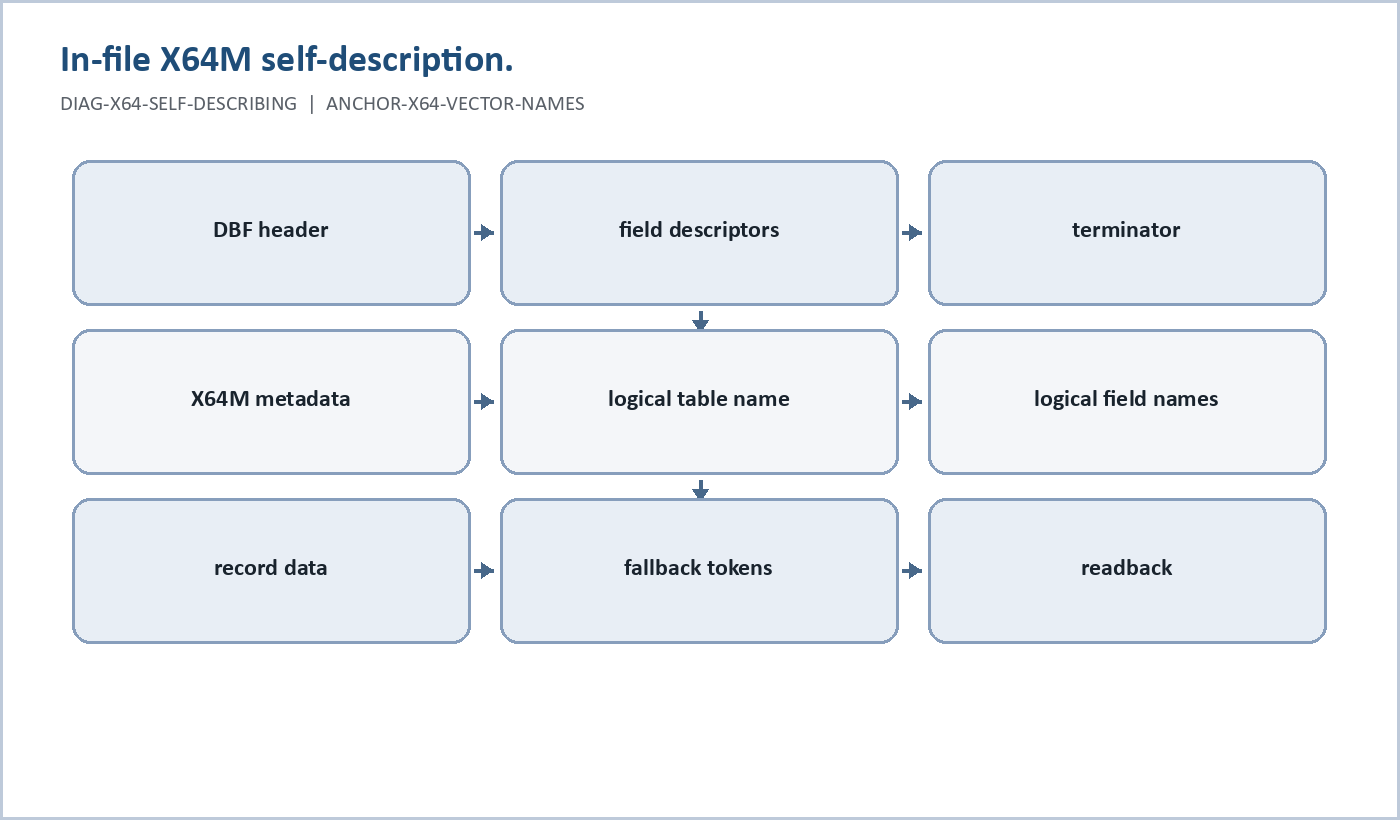 In-file X64M self-description.
DIAG-X64-SELF-DESCRIBING | ANCHOR-X64-VECTOR-NAMES
DBF header
field descriptors
terminator
X64M metadata
logical table name
logical field names
record data
fallback tokens
readback